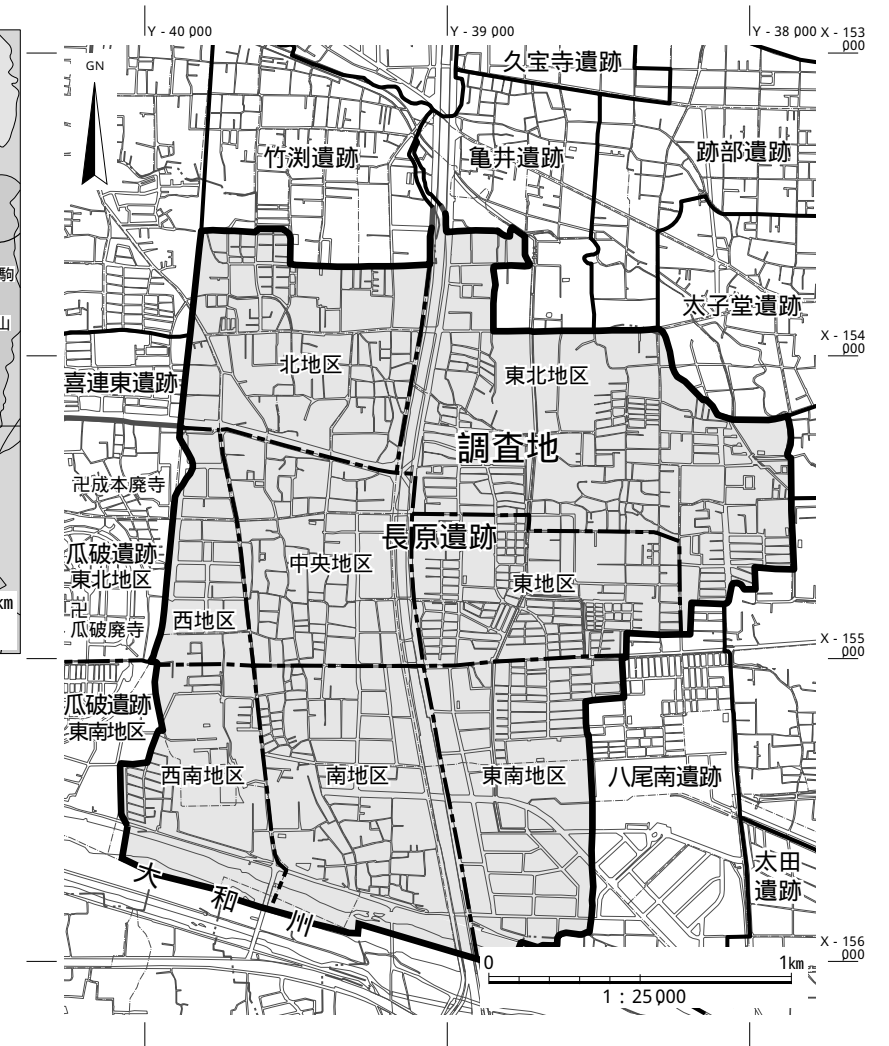 Y - 40 000
Y - 39 000
Y - 38 000
X - 153
000
GN
久宝寺遺跡
竹渕遺跡
亀井遺跡
跡部遺跡
駒
山
太子堂遺跡
X - 154
000
北地区
東北地区
喜連東遺跡
調査地
卍成本廃寺
長原遺跡
瓜破遺跡
東北地区
中央地区
東地区
km
卍
瓜破廃寺
西地区
X - 155
000
瓜破遺跡
東南地区
西南地区
南地区
東南地区
八尾南遺跡
太田
遺跡
大和川
X - 156
000
0
1km
1 : 25 000